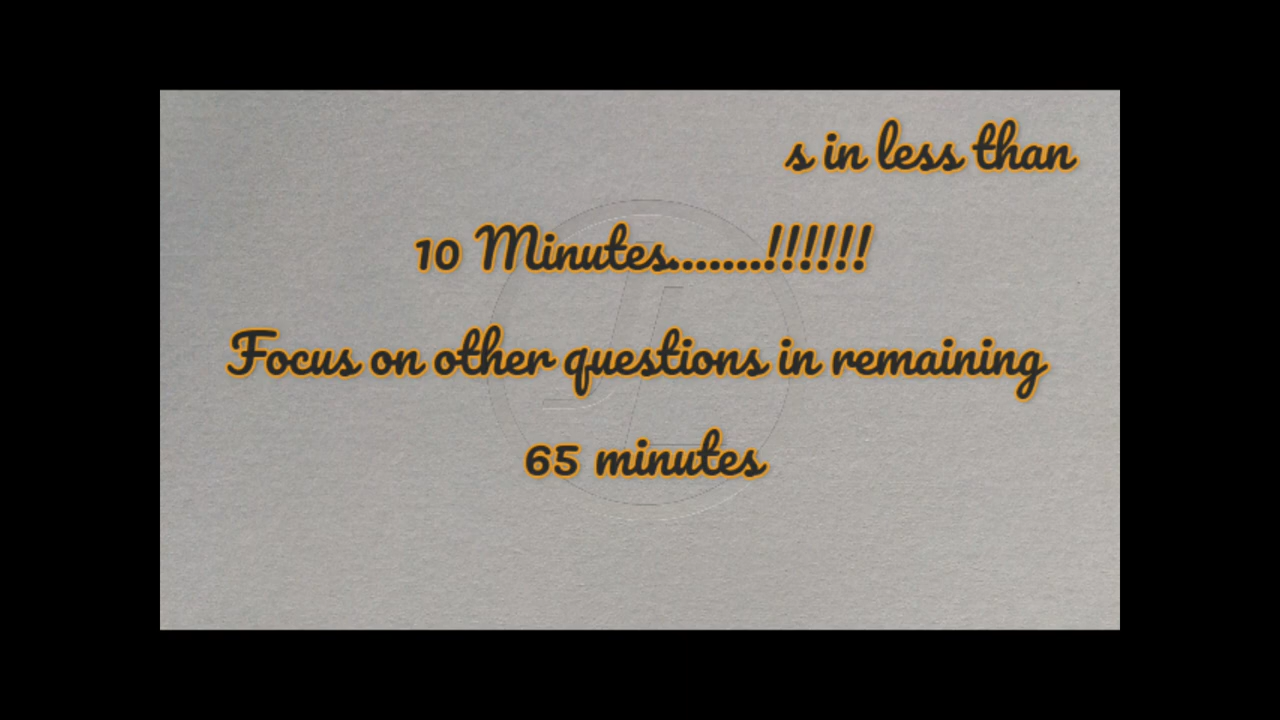 s in less than
10 Minutes.......!!!!!!
Focus on other questions in remaining
65 minutes